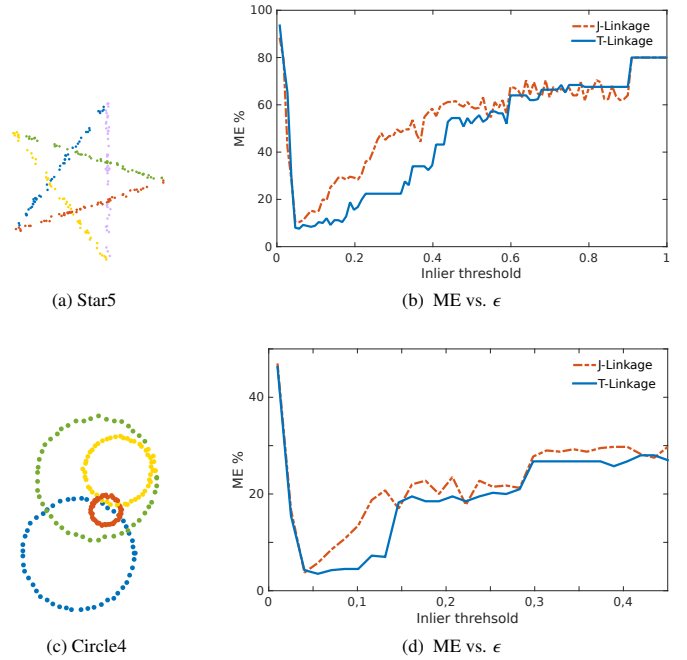 100
80
60
40
20
0
ME %
J-Linkage
T-Linkage
0 0.2 0.4 0.6 0.8 1
Inlier threshold
(a) Star5
(b) ME vs. ϵ
40
20
0
ME %
J-Linkage
T-Linkage
0 0,1 0,2 0,3 0,4
Inlier threhsold
(c) Circle4
(d) ME vs. ϵ